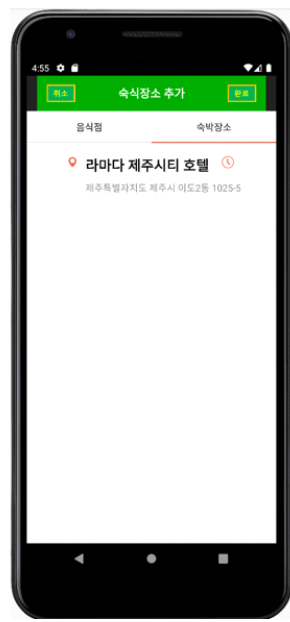 4:55
취소 숙식장소 추가 완료
음식점 숙박장소
라마다 제주시티 호텔
제주특별자치도 제주시 이도2동 1025-5